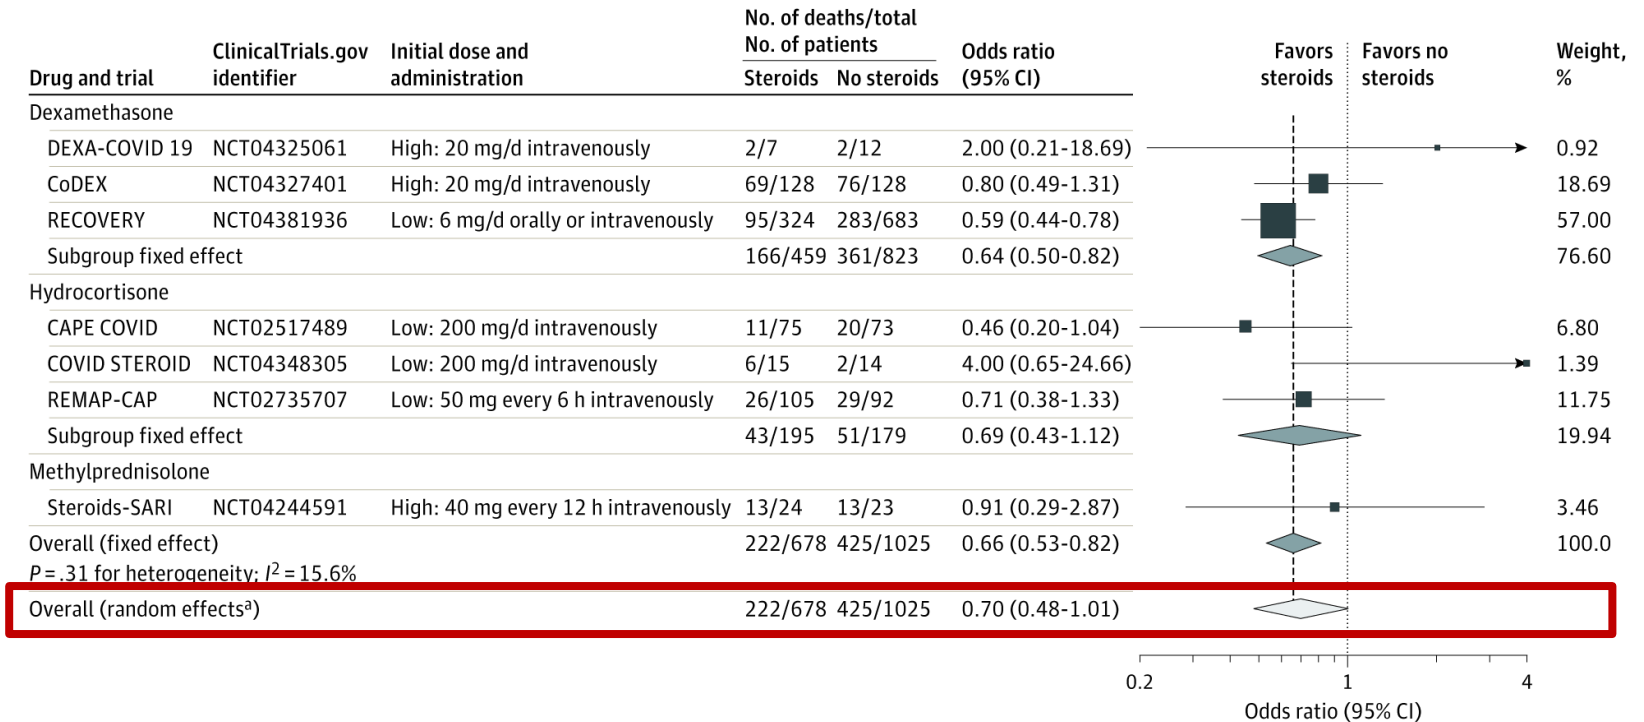 No. of deaths/total
No. of patients
ClinicalTrials.gov Initial dose and Odds ratio Favors Favors no Weight,
Drug and trial identifier administration Steroids No steroids (95% CI) steroids steroids %
Dexamethasone
DEXA-COVID 19 NCT04325061 High: 20 mg/d intravenously 2/7 2/12 2.00 (0.21-18.69) 0.92
CoDEX NCT04327401 High: 20 mg/d intravenously 69/128 76/128 0.80 (0.49-1.31) 18.69
RECOVERY NCT04381936 Low: 6 mg/d orally or intravenously 95/324 283/683 0.59 (0.44-0.78) 57.00
Subgroup fixed effect 166/459 361/823 0.64 (0.50-0.82) 76.60
Hydrocortisone
CAPE COVID NCT02517489 Low: 200 mg/d intravenously 11/75 20/73 0.46 (0.20-1.04) 6.80
COVID STEROID NCT04348305 Low: 200 mg/d intravenously 6/15 2/14 4.00 (0.65-24.66) 1.39
REMAP-CAP NCT02735707 Low: 50 mg every 6 h intravenously 26/105 29/92 0.71 (0.38-1.33) 11.75
Subgroup fixed effect 43/195 51/179 0.69 (0.43-1.12) 19.94
Methylprednisolone
Steroids-SARI NCT04244591 High: 40 mg every 12 h intravenously 13/24 13/23 0.91 (0.29-2.87) 3.46
Overall (fixed effect) 222/678 425/1025 0.66 (0.53-0.82) 100.0
P = .31 for heterogeneity; I² = 15.6%
Overall (random effectsᵃ) 222/678 425/1025 0.70 (0.48-1.01)
0.2 1 4
Odds ratio (95% CI)